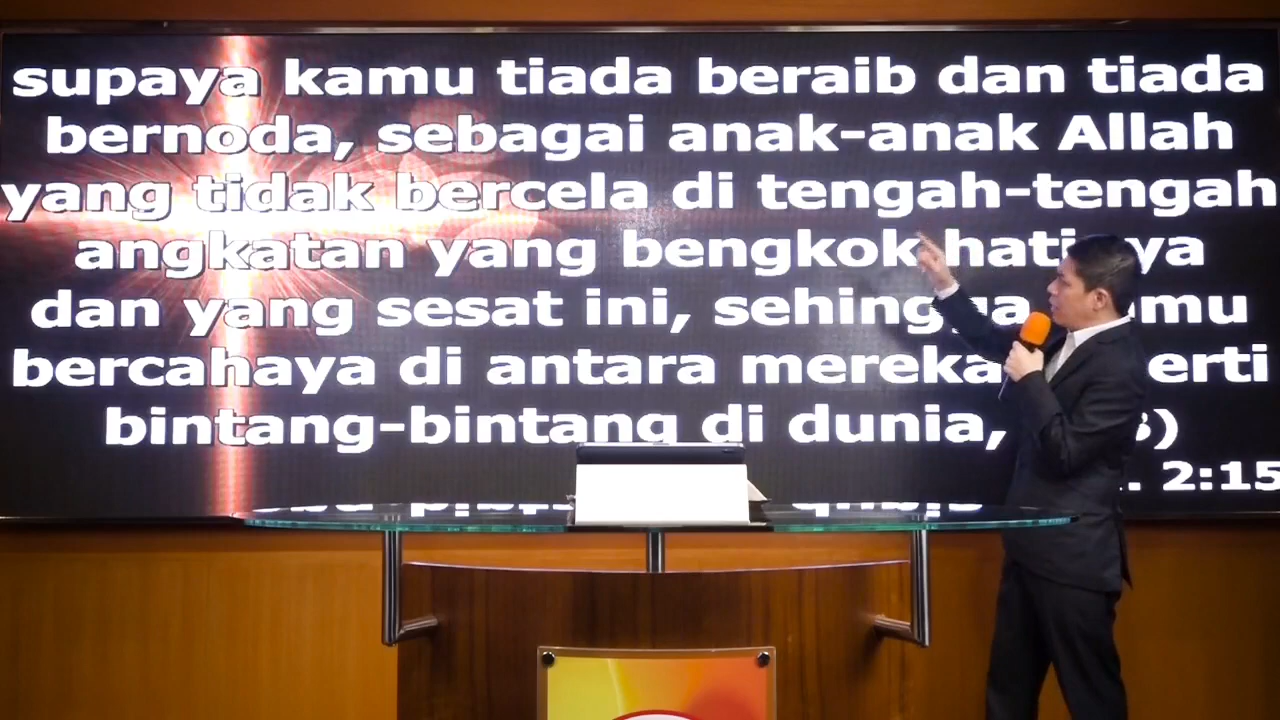 supaya kamu tiada beraib dan tiada
bernoda, sebagai anak-anak Allah
yang tidak bercela di tengah-tengah
angkatan yang bengkok
dan yang sesat ini, sehingga
bercahaya di antara mereka
bintang-bintang di dunia,
2:15